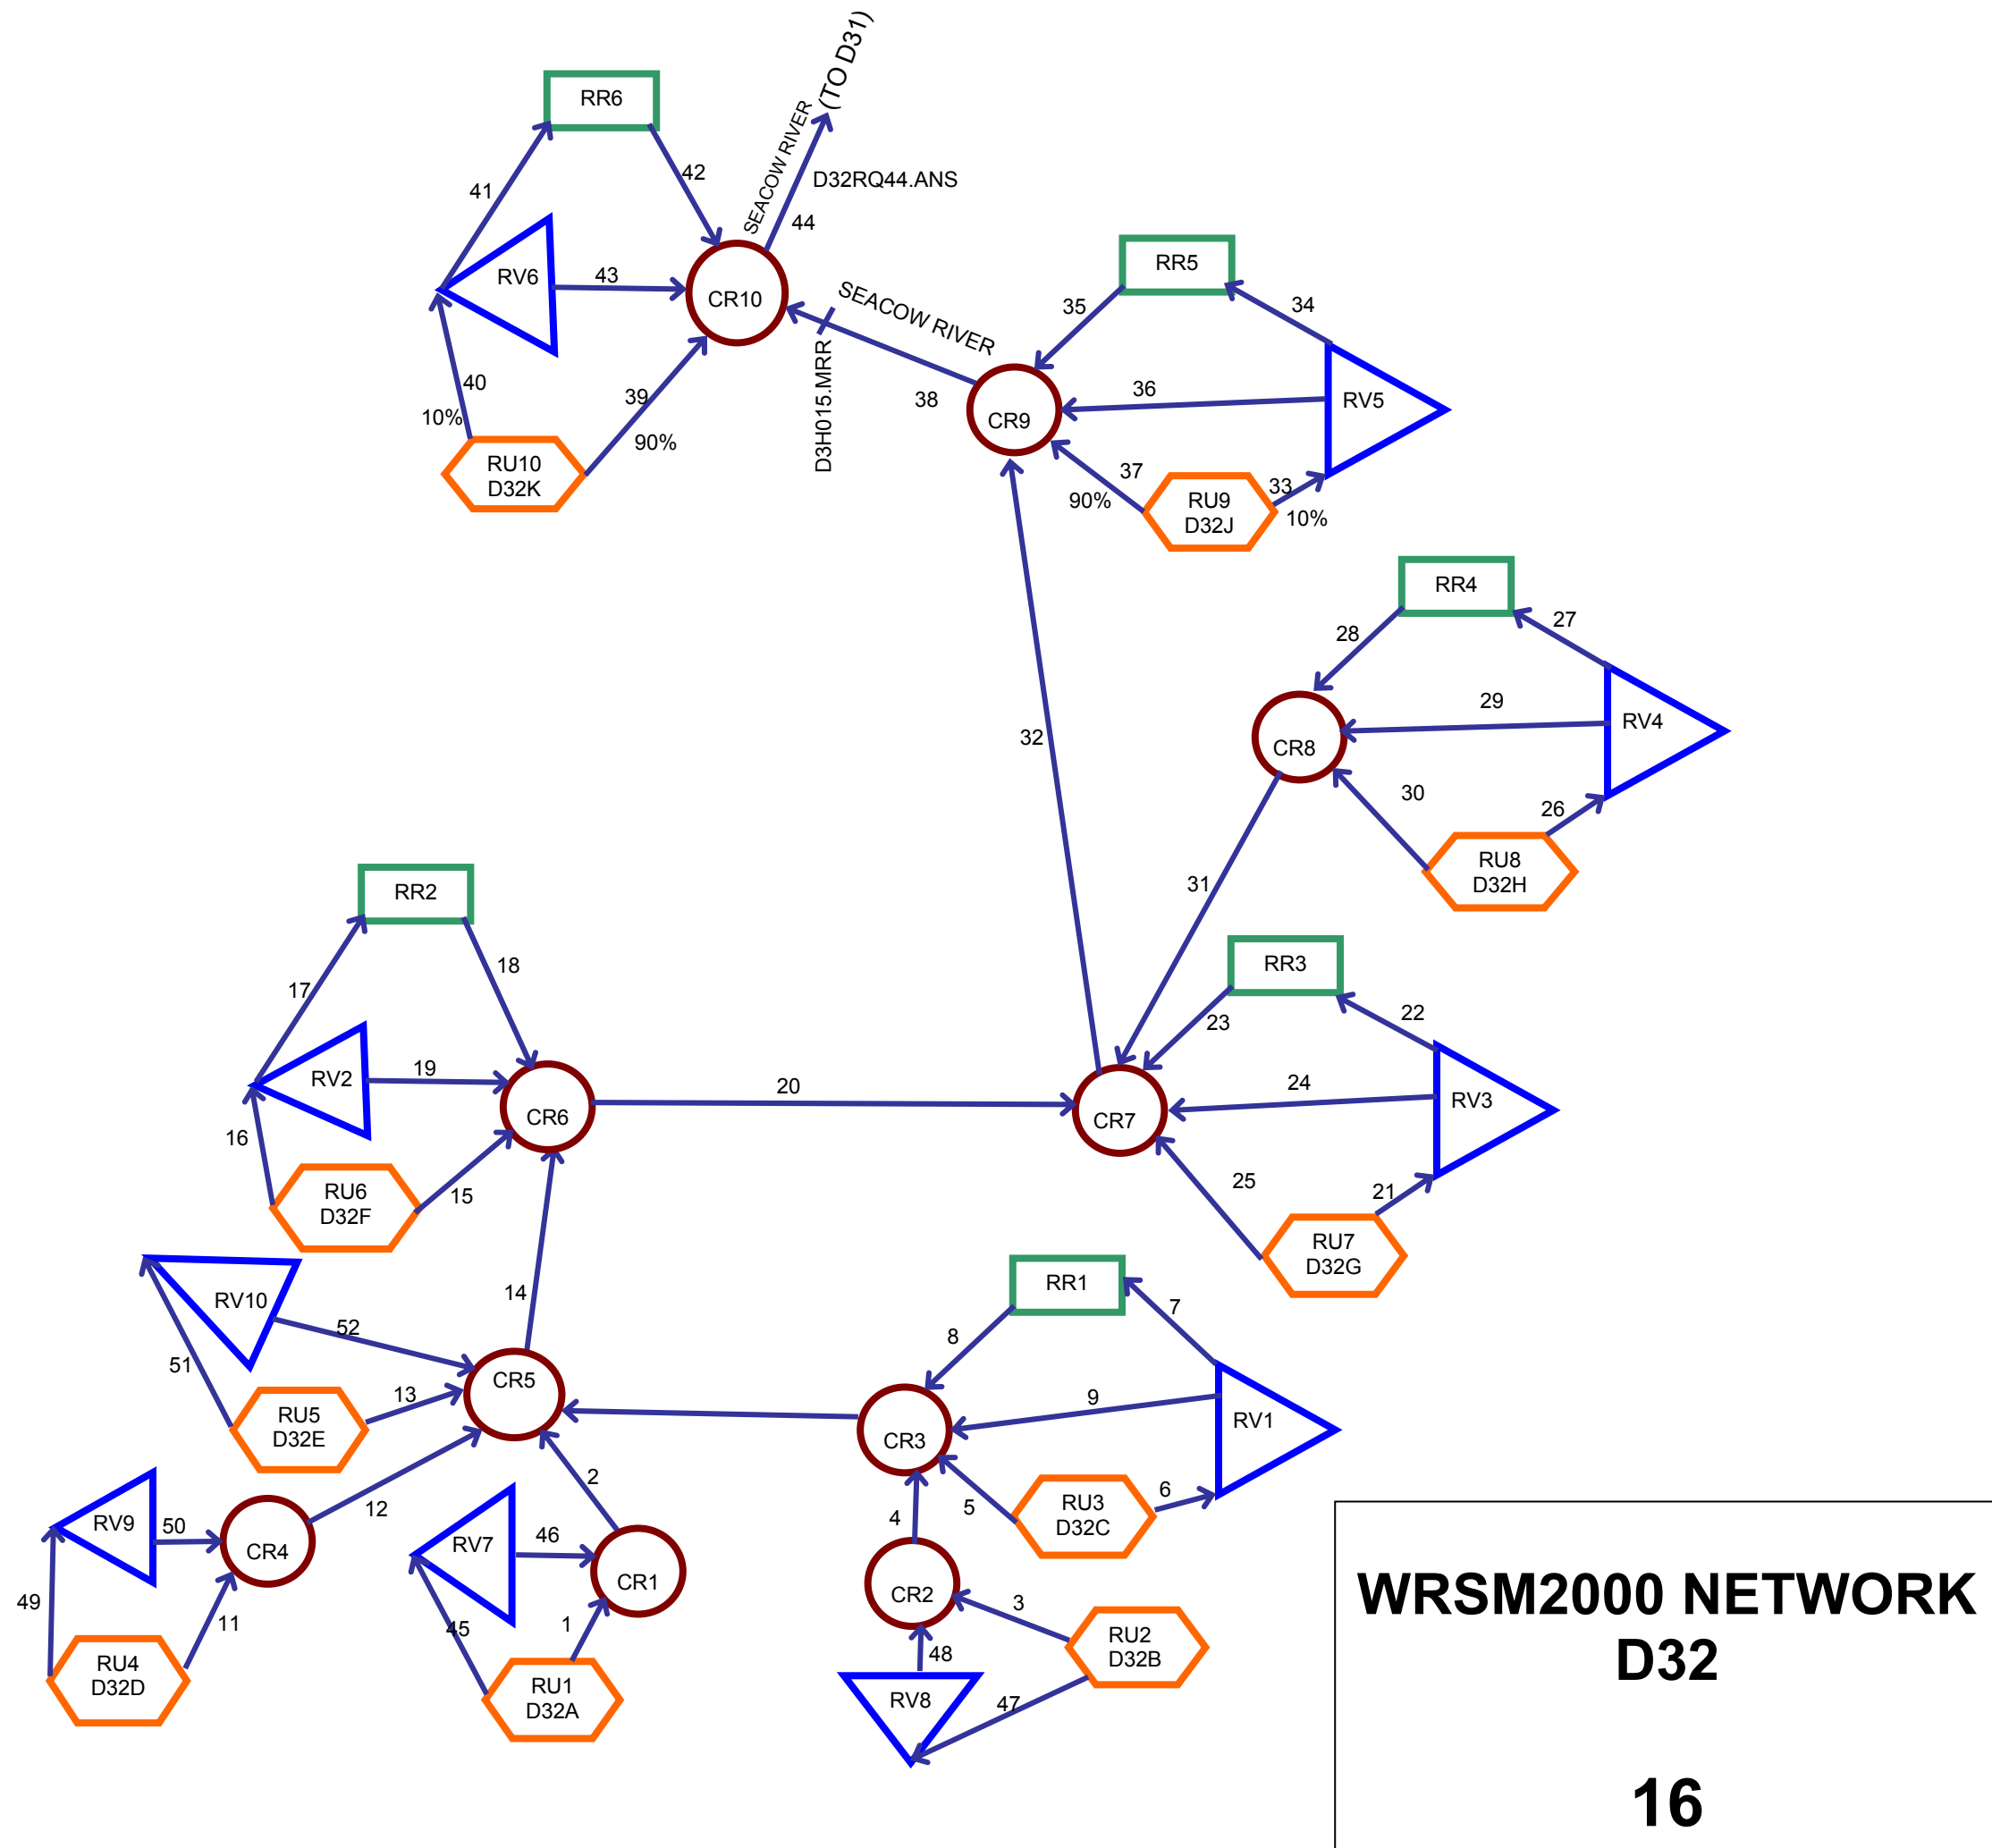 (TO D31)
SEACOW RIVER
RR6
42
D32RQ44.ANS
41
44
RV6
43
CR10
SEACOW RIVER
RR5
35
34
D3H015.MRR
40
39
10%
90%
38
36
RV5
CR9
RU10
D32K
37
90%
RU9
D32J
33
10%
RR4
28
27
32
29
RV4
CR8
30
26
RU8
D32H
31
RR2
18
17
RR3
23
22
RV2
19
CR6
20
CR7
24
RV3
16
15
25
21
RU6
D32F
RU7
D32G
RV10
14
RR1
7
52
8
51
CR5
13
9
RV1
RU5
D32E
CR3
2
12
RV9
50
CR4
RV7
46
CR1
4
5
RU3
D32C
6
49
11
45
1
CR2
3
RU2
D32B
48
RU4
D32D
RU1
D32A
RV8
47
WRSM2000 NETWORK
D32
16